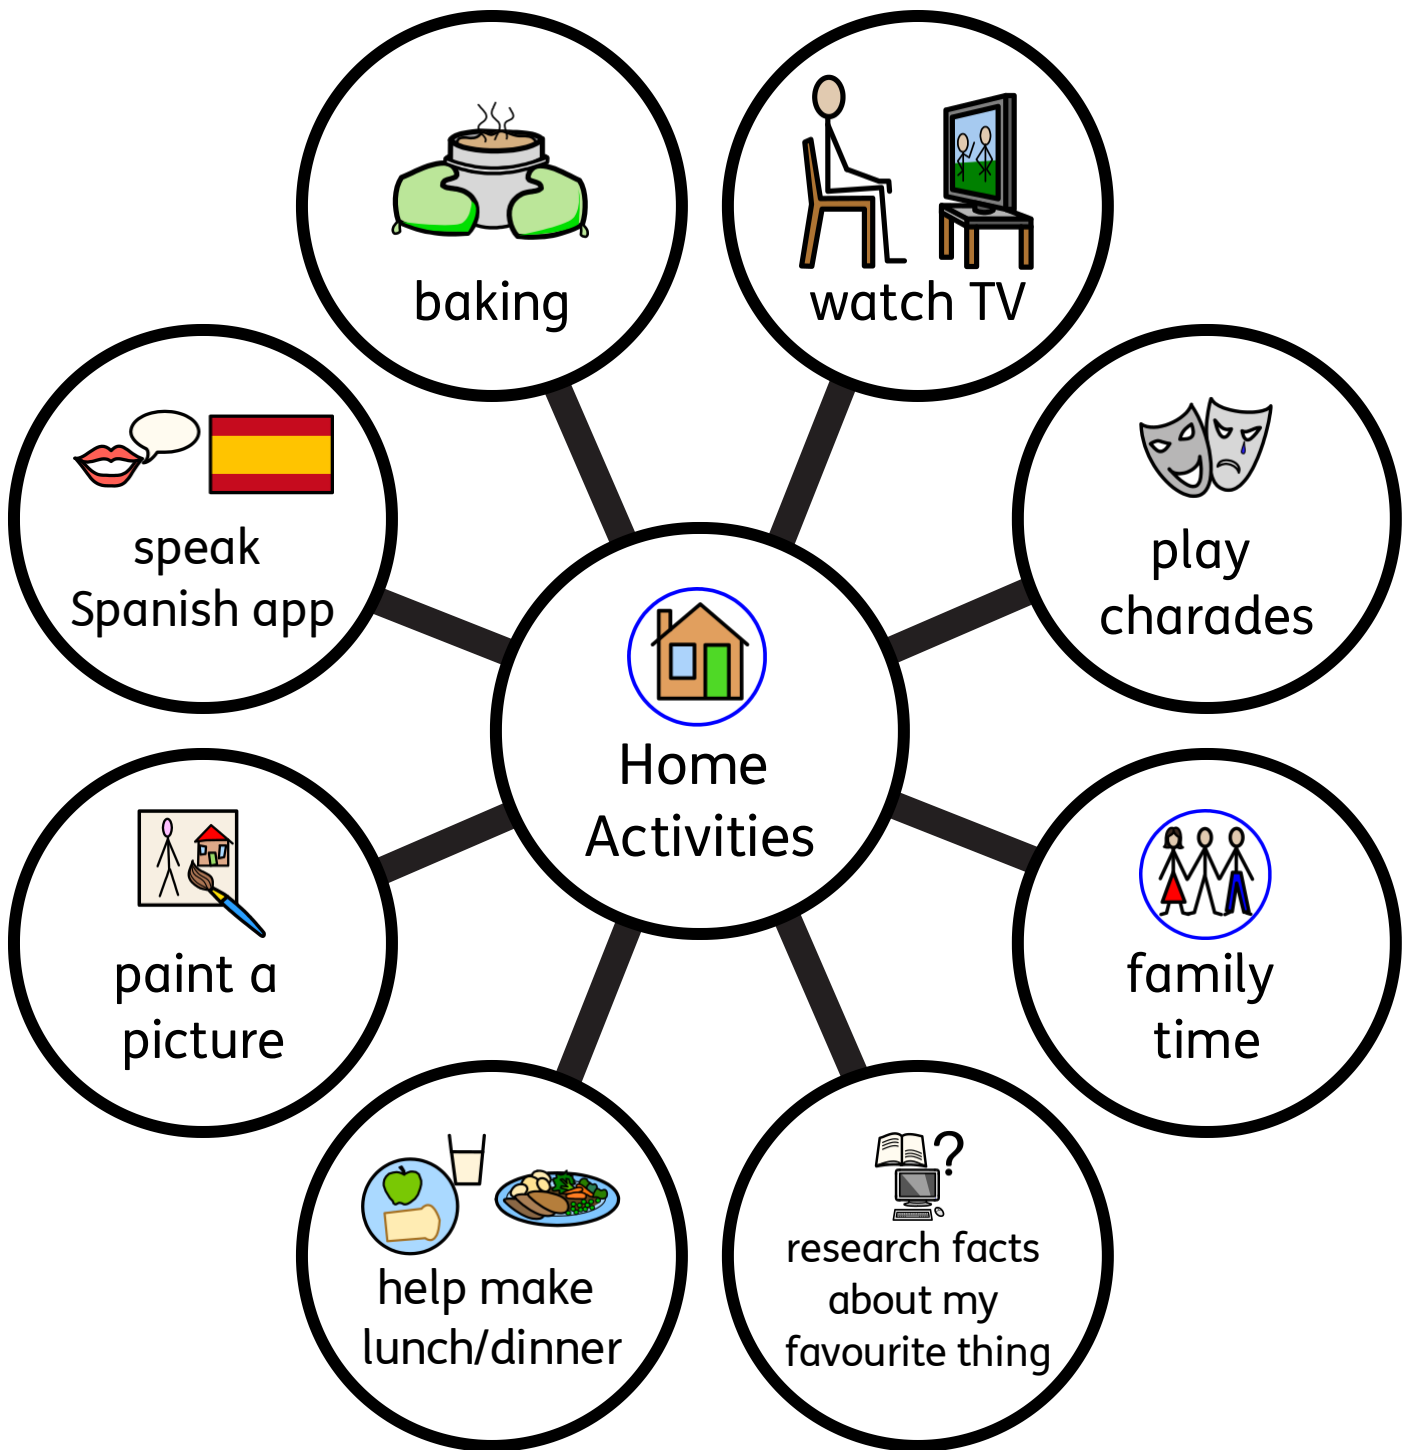 baking
watch TV
speak
Spanish app
play
charades
Home
Activities
paint a
picture
family
time
help make
lunch/dinner
research facts
about my
favourite thing
?